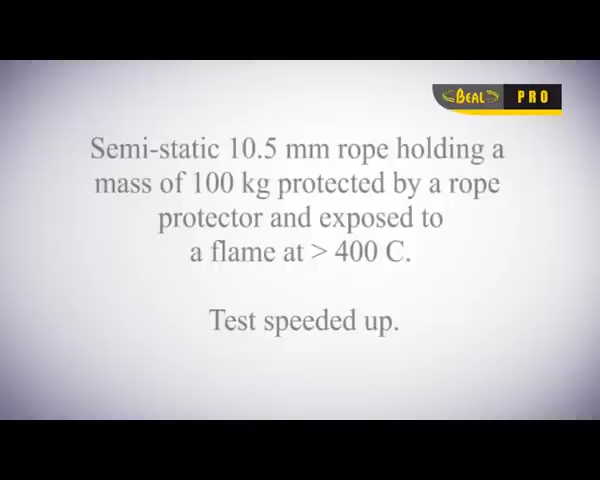 BEAL PRO
Semi-static 10.5 mm rope holding a
mass of 100 kg protected by a rope
protector and exposed to
a flame at > 400 C.
Test speeded up.